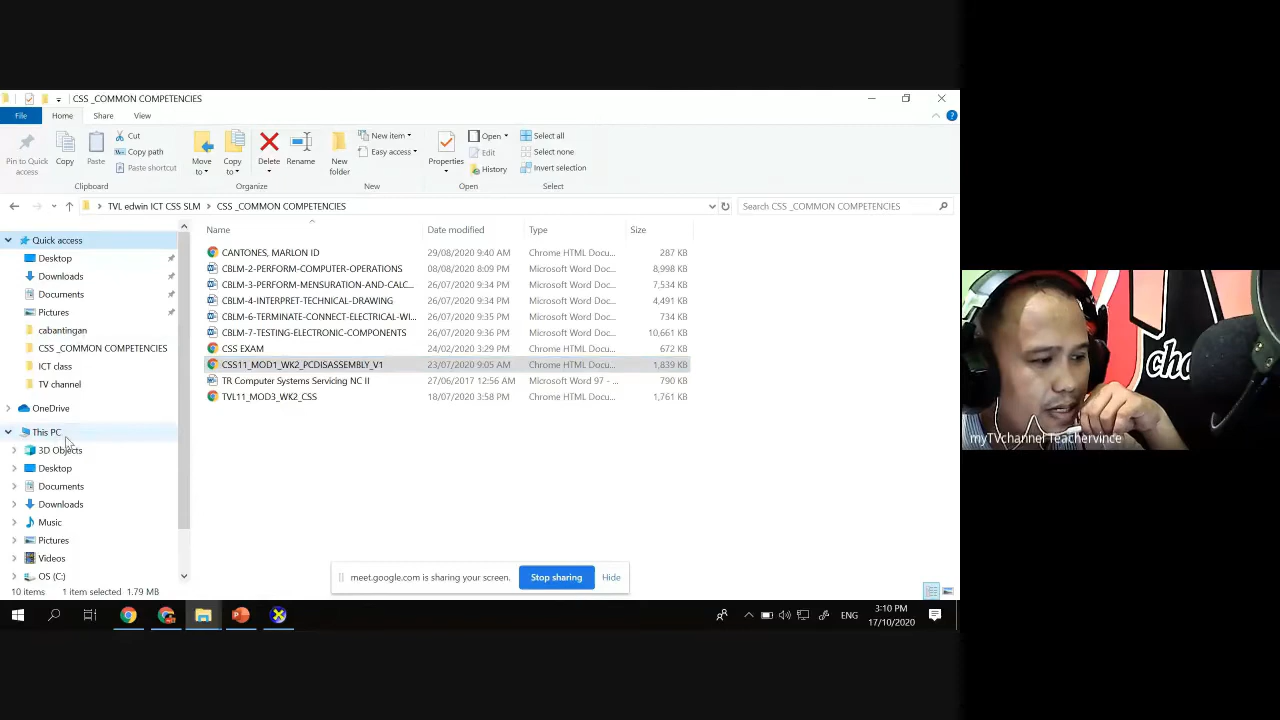 CSS _COMMON COMPETENCIES
File Home Share View
Pin to Quick access
Copy
Paste
Cut
Copy path
Paste shortcut
Clipboard
Move to
Copy to
Delete
Rename
Organize
New folder
New item
Easy access
New
Properties
Open
Edit
History
Open
Select all
Select none
Invert selection
Select
TVL edwin ICT CSS SLM > CSS _COMMON COMPETENCIES
Search CSS _COMMON COMPETENCIES
Quick access
Desktop
Downloads
Documents
Pictures
cabantingan
CSS _COMMON COMPETENCIES
ICT class
TV channel
OneDrive
This PC
3D Objects
Desktop
Documents
Downloads
Music
Pictures
Videos
OS (C:)
Name Date modified Type Size
CANTONES, MARLON ID 29/08/2020 9:40 AM Chrome HTML Docu... 287 KB
CBLM-2-PERFORM-COMPUTER-OPERATIONS 08/08/2020 8:09 PM Microsoft Word Doc... 8,998 KB
CBLM-3-PERFORM-MENSURATION-AND-CALC... 26/07/2020 9:34 PM Microsoft Word Doc... 7,534 KB
CBLM-4-INTERPRET-TECHNICAL-DRAWING 26/07/2020 9:34 PM Microsoft Word Doc... 4,491 KB
CBLM-6-TERMINATE-CONNECT-ELECTRICAL-WI... 26/07/2020 9:35 PM Microsoft Word Doc... 734 KB
CBLM-7-TESTING-ELECTRONIC-COMPONENTS 26/07/2020 9:36 PM Microsoft Word Doc... 10,661 KB
CSS EXAM 24/02/2020 3:29 PM Chrome HTML Docu... 672 KB
CSS11_MOD1_WK2_PCDISASSEMBLY_V1 23/07/2020 9:05 AM Chrome HTML Docu... 1,839 KB
TR Computer Systems Servicing NC II 27/06/2017 12:56 AM Microsoft Word 97 - ... 790 KB
TVL11_MOD3_WK2_CSS 18/07/2020 3:58 PM Chrome HTML Docu... 1,761 KB
meet.google.com is sharing your screen. Stop sharing Hide
10 items 1 item selected 1.79 MB
ENG
3:10 PM
17/10/2020
cha
myTVchannel Teachervince